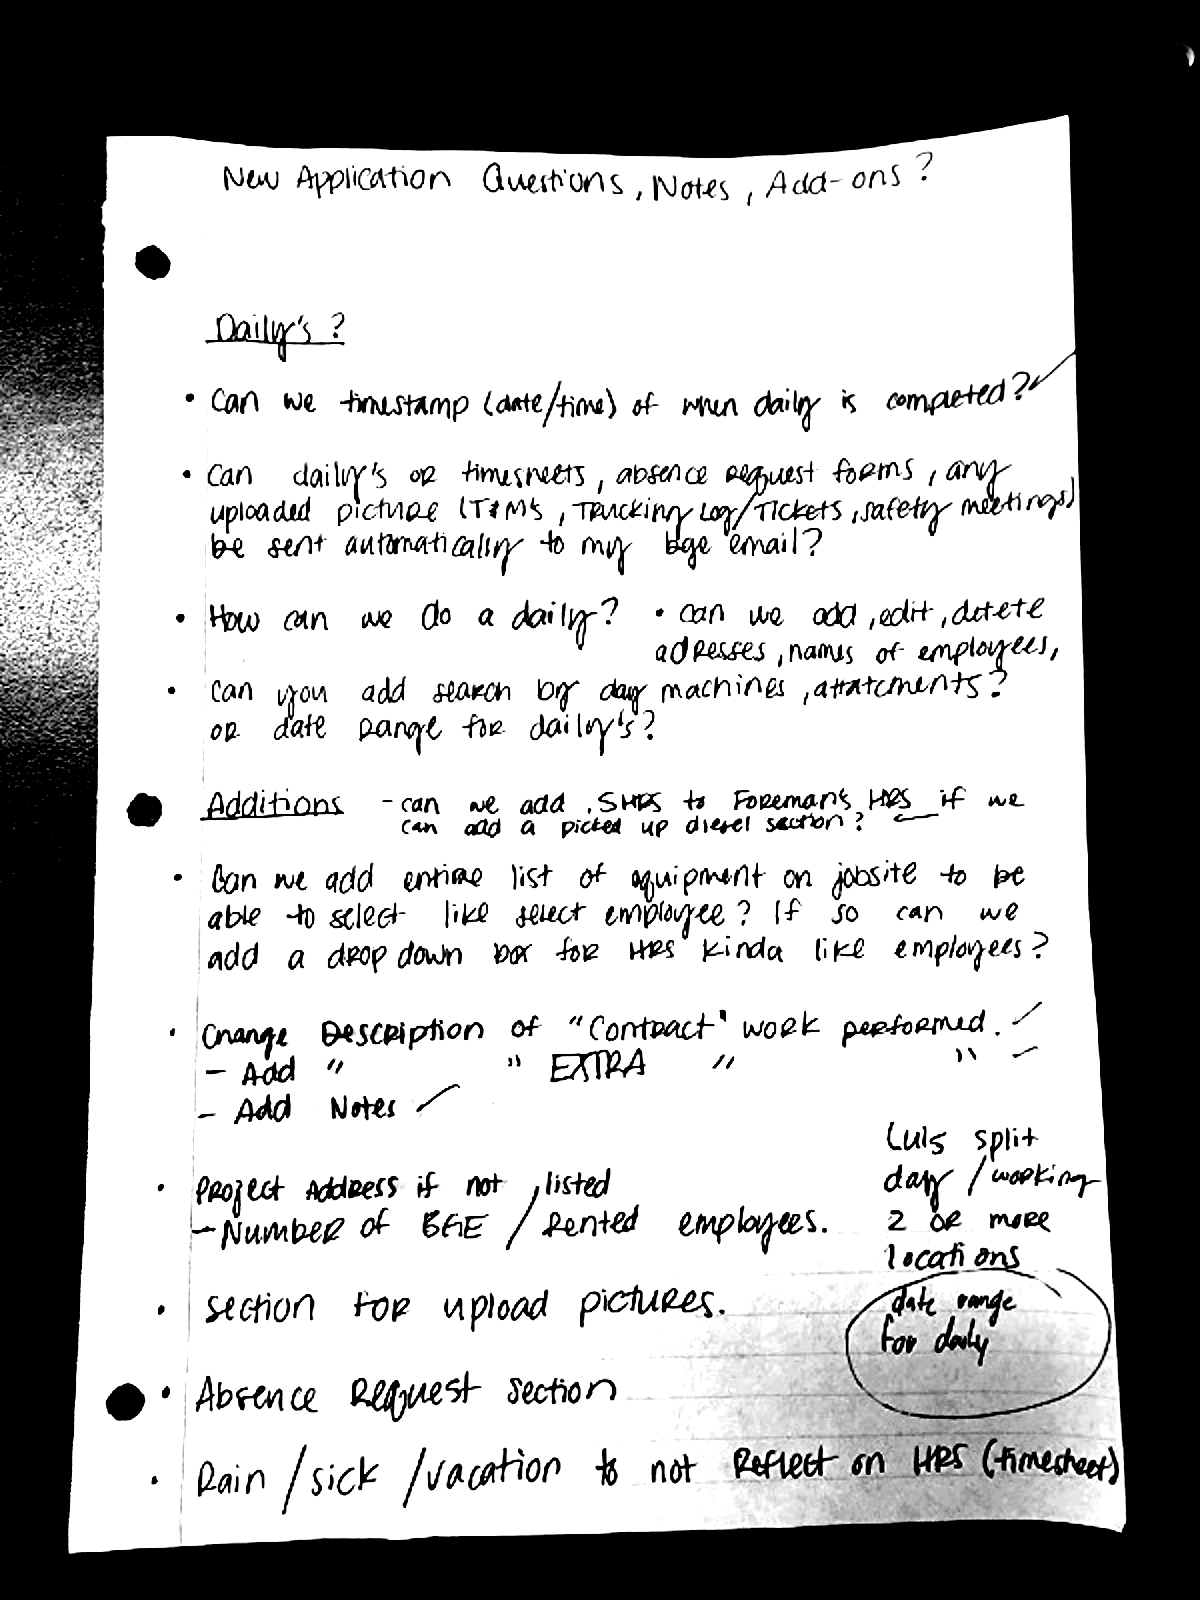 New Application Questions, Notes, Add-ons?
Daily's?
• Can we timestamp (date/time) of when daily is completed? ✓
• Can daily's or timesheets, absence request forms, any
uploaded picture (T&M's, Trucking Log/Tickets, safety meetings)
be sent automatically to my bge email?
• How can we do a daily?
• can we add, edit, delete
addresses, names of employees,
machines, attatcments?
• Can you add search by day
or date range for daily's?
Additions - can we add .5HRS to Foreman's HRS if we
can add a picked up diesel section?
• Can we add entire list of equipment on jobsite to be
able to select like select employee? If so can we
add a drop down box for HRS kinda like employees?
• Change Description of "Contract" work performed. ✓
- Add " " EXTRA " " ✓
- Add Notes ✓
• Project Address if not listed
- Number of BGE / Rented employees.
Luis split
day / working
2 or more
locations
• section for upload pictures.
date range
for daily
• Absence Request section
• Rain / sick / vacation to not Reflect on HRS (timesheet)